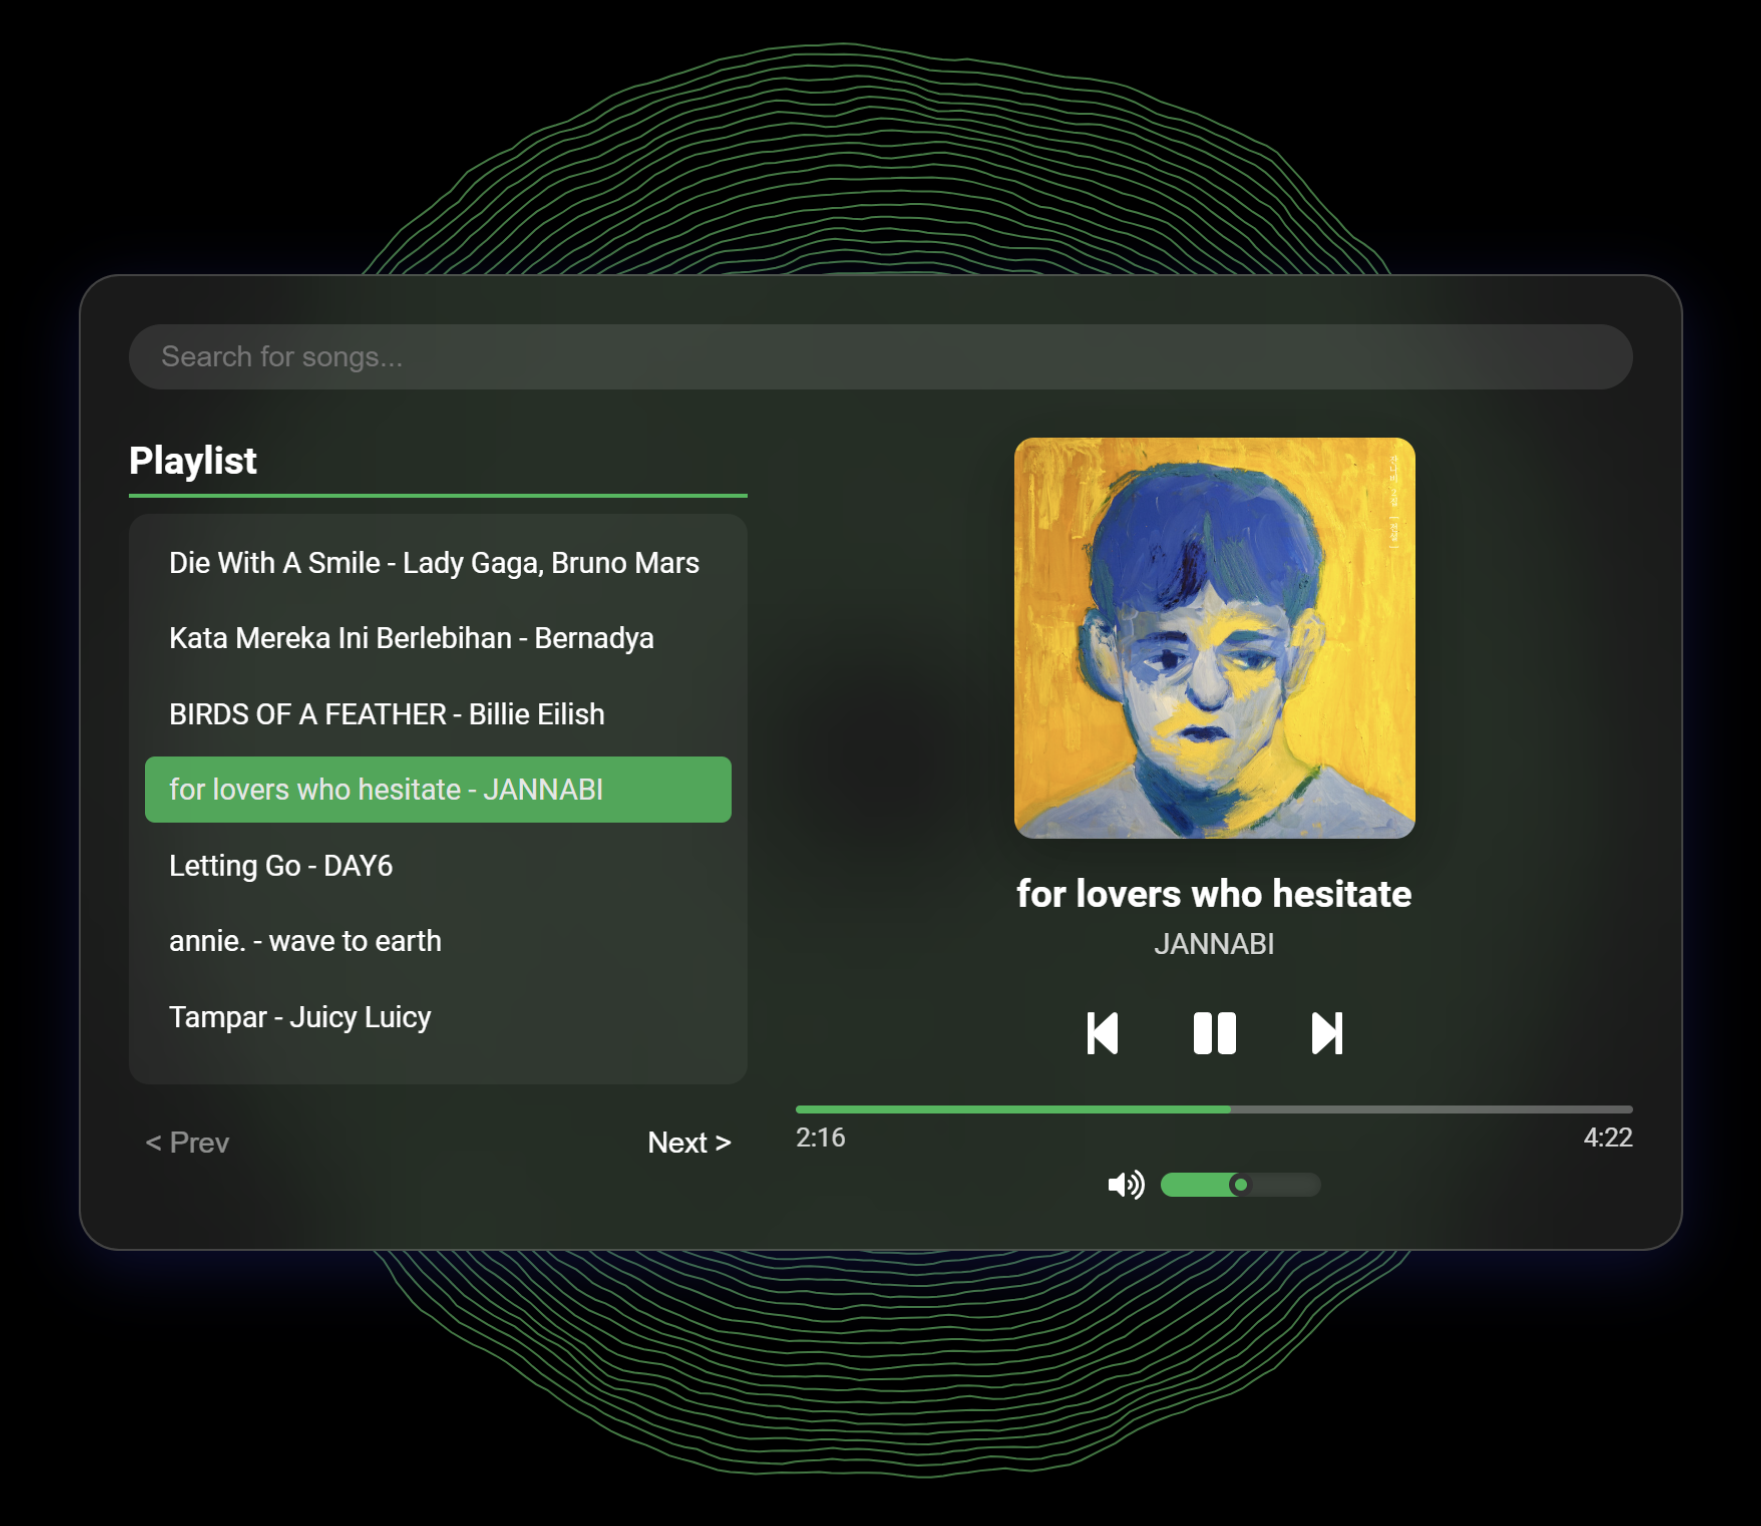 Search for songs...
Playlist
Die With A Smile - Lady Gaga, Bruno Mars
Kata Mereka Ini Berlebihan - Bernadya
BIRDS OF A FEATHER - Billie Eilish
for lovers who hesitate - JANNABI
Letting Go - DAY6
annie. - wave to earth
Tampar - Juicy Luicy
< Prev
Next >
for lovers who hesitate
JANNABI
2:16
4:22